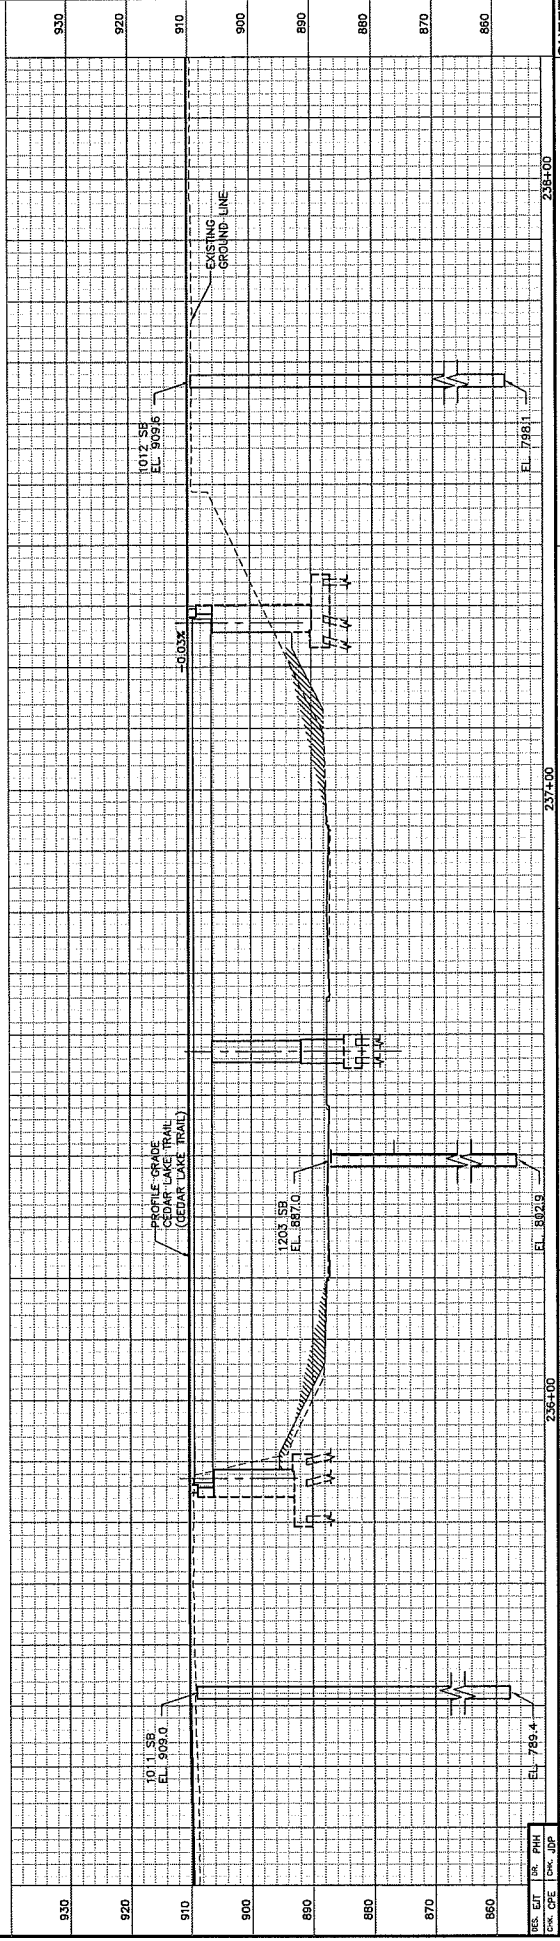 930
920
910
900
890
880
870
860
1011 SB
EL. 909.0
EL. 789.4
PROFILE GRADE
CEDAR LAKE TRAIL
(CEDAR LAKE TRAIL)
1203 SB
EL. 887.0
EL. 802.9
-0.03%
1012 SB
EL. 909.6
EL. 798.1
EXISTING
GROUND LINE
930
920
910
900
890
880
870
860
236+00
237+00
238+00
DES. EJT DR. PHH
CHK. CPE CHK. JDP